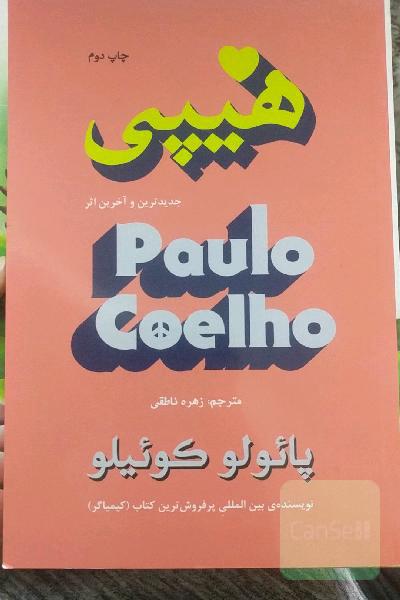 چاپ دوم
هیپی
جدیدترین و آخرین اثر
Paulo
Coelho
مترجم: زهره ناطقی
پائولو کوئیلو
نویسنده‌ی بین المللی پرفروش‌ترین کتاب (کیمیاگر)
CanSell